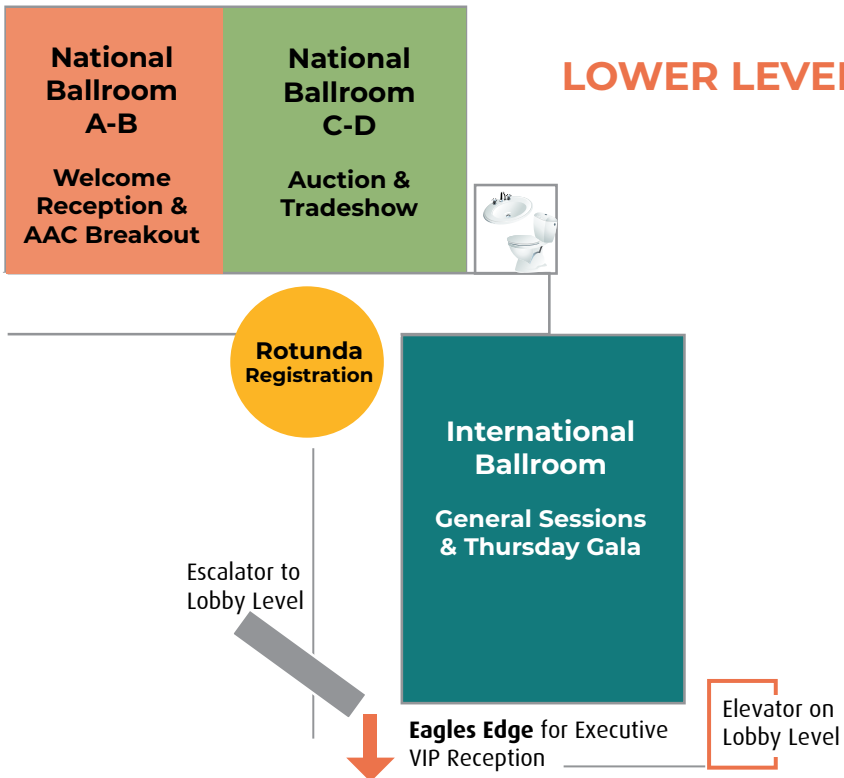 LOWER LEVEL
National
Ballroom
A-B
Welcome
Reception &
AAC Breakout
National
Ballroom
C-D
Auction &
Tradeshow
Rotunda
Registration
International
Ballroom
General Sessions
& Thursday Gala
Escalator to
Lobby Level
Eagles Edge for Executive
VIP Reception
Elevator on
Lobby Level